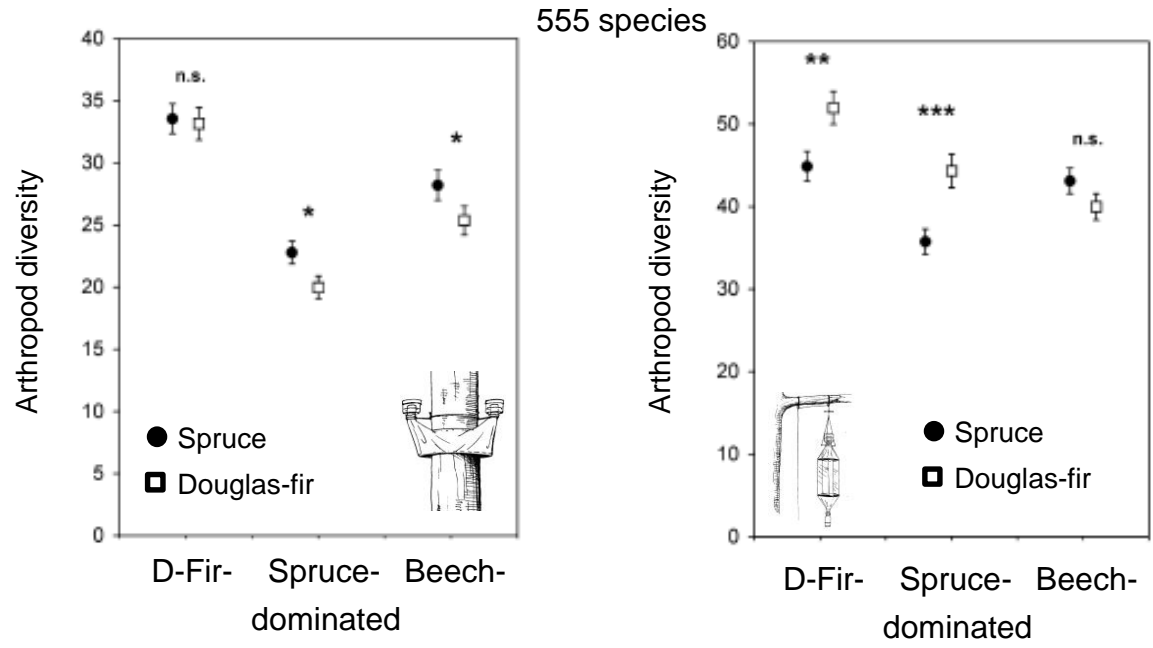 555 species
Arthropod diversity
40
35
30
25
20
15
10
5
0
n.s.
*
*
Spruce
Douglas-fir
D-Fir- Spruce- Beech-
dominated
Arthropod diversity
60
50
40
30
20
10
0
**
***
n.s.
Spruce
Douglas-fir
D-Fir- Spruce- Beech-
dominated